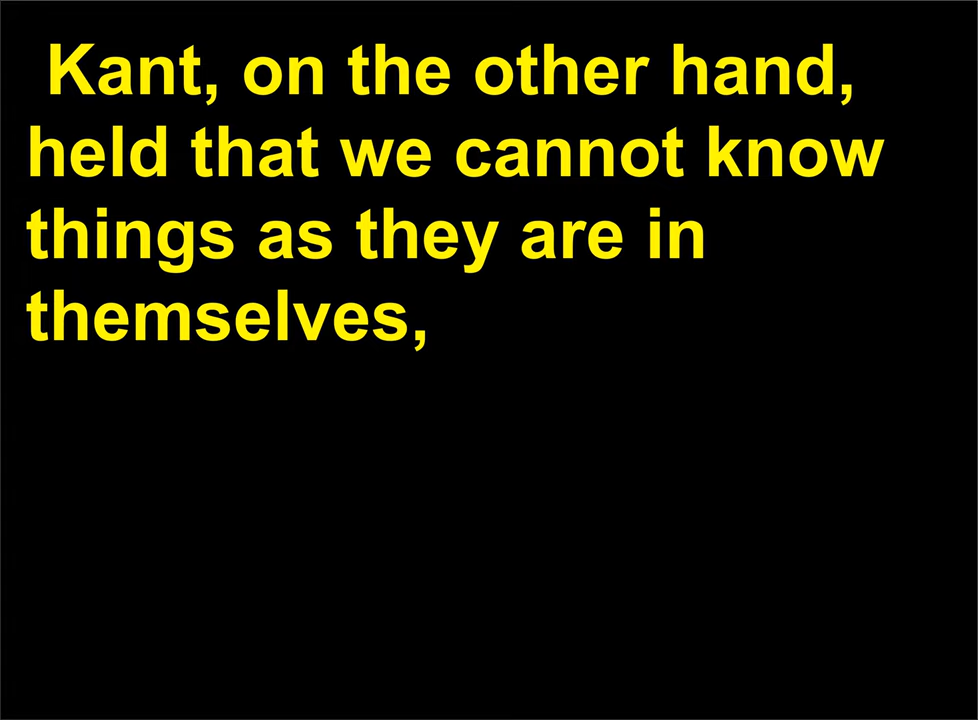 Kant, on the other hand,
held that we cannot know
things as they are in
themselves,